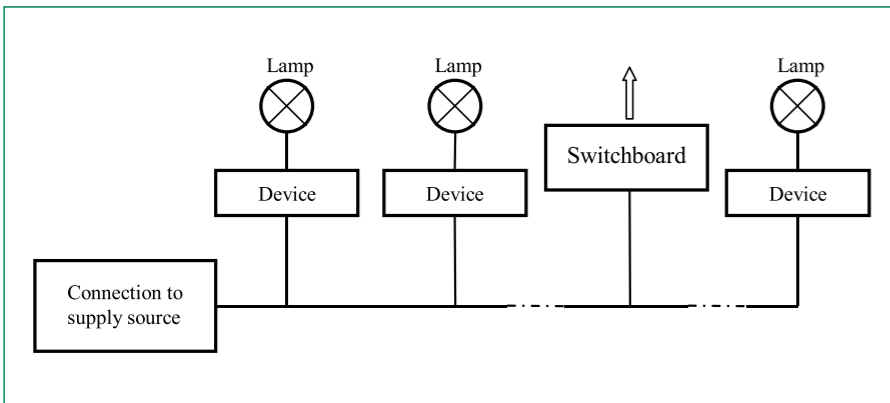 Lamp
Lamp
Lamp
Switchboard
Device
Device
Device
Connection to
supply source